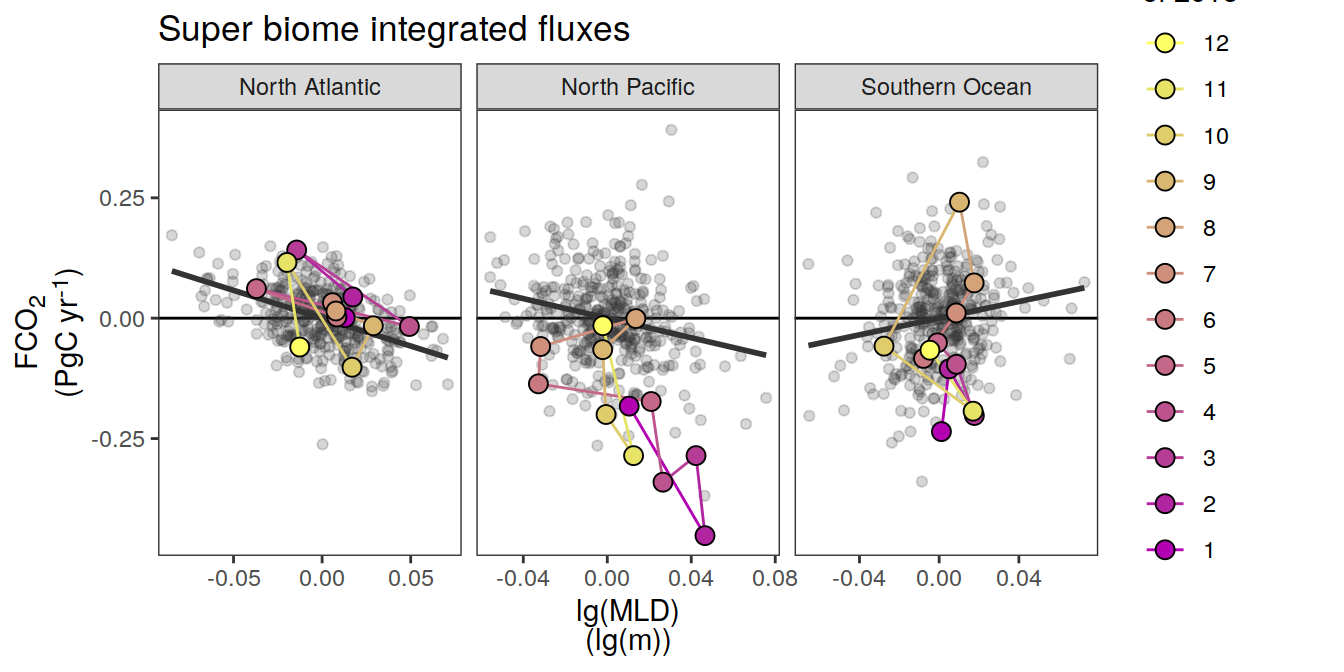 Super biome integrated fluxes
North Atlantic
North Pacific
Southern Ocean
0.25
0.00
-0.25
FCO₂
(PgC yr⁻¹)
-0.05 0.00 0.05
-0.04 0.00 0.04 0.08
-0.04 0.00 0.04
lg(MLD)
(lg(m))
12
11
10
9
8
7
6
5
4
3
2
1